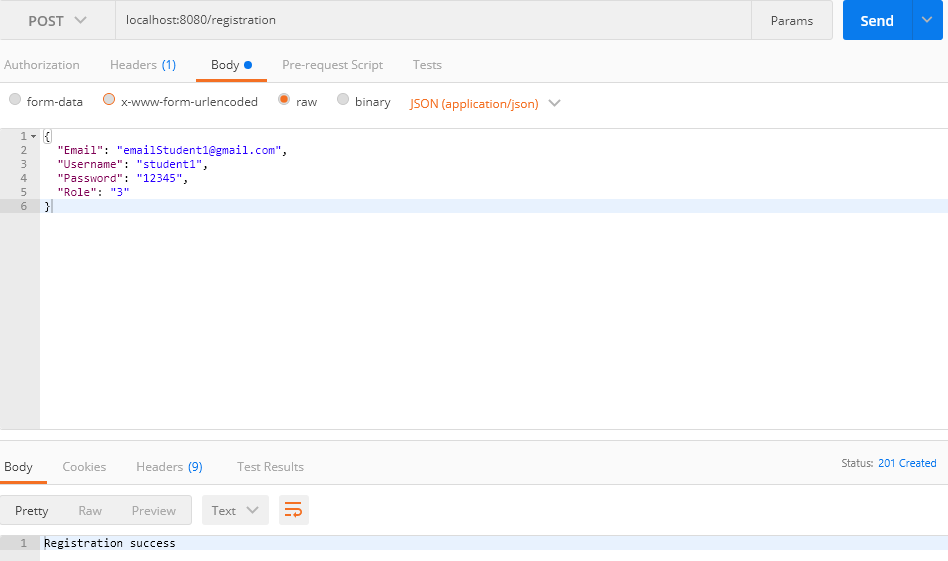 POST localhost:8080/registration Params Send
Authorization Headers (1) Body Pre-request Script Tests
form-data x-www-form-urlencoded raw binary JSON (application/json)
1 {
2 "Email": "emailStudent1@gmail.com",
3 "Username": "student1",
4 "Password": "12345",
5 "Role": "3"
6 }
Body Cookies Headers (9) Test Results Status: 201 Created
Pretty Raw Preview Text
1 Registration success